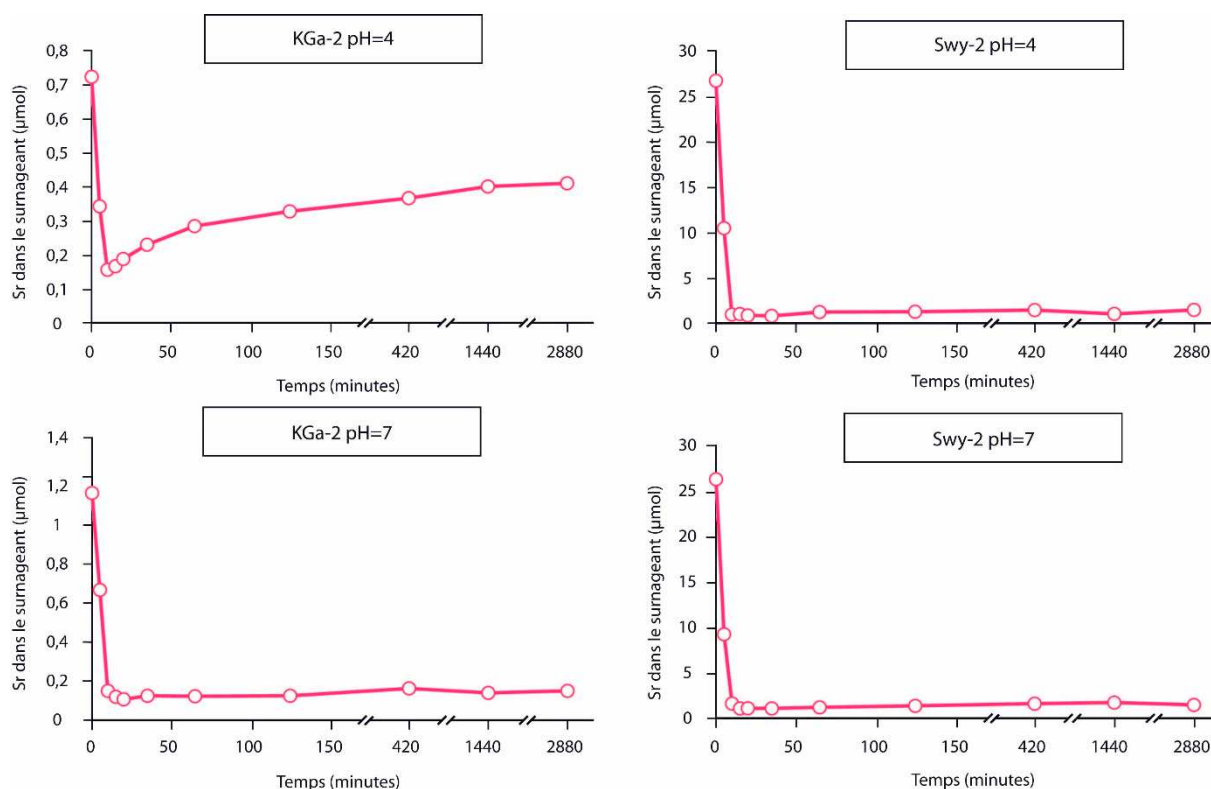 KGa-2 pH=4
Sr dans le surnageant (µmol)
0,8
0,7
0,6
0,5
0,4
0,3
0,2
0,1
0
0 50 100 150 420 1440 2880
Temps (minutes)
Swy-2 pH=4
Sr dans le surnageant (µmol)
30
25
20
15
10
5
0
0 50 100 150 420 1440 2880
Temps (minutes)
KGa-2 pH=7
Sr dans le surnageant (µmol)
1,4
1,2
1
0,8
0,6
0,4
0,2
0
0 50 100 150 420 1440 2880
Temps (minutes)
Swy-2 pH=7
Sr dans le surnageant (µmol)
30
25
20
15
10
5
0
0 50 100 150 420 1440 2880
Temps (minutes)